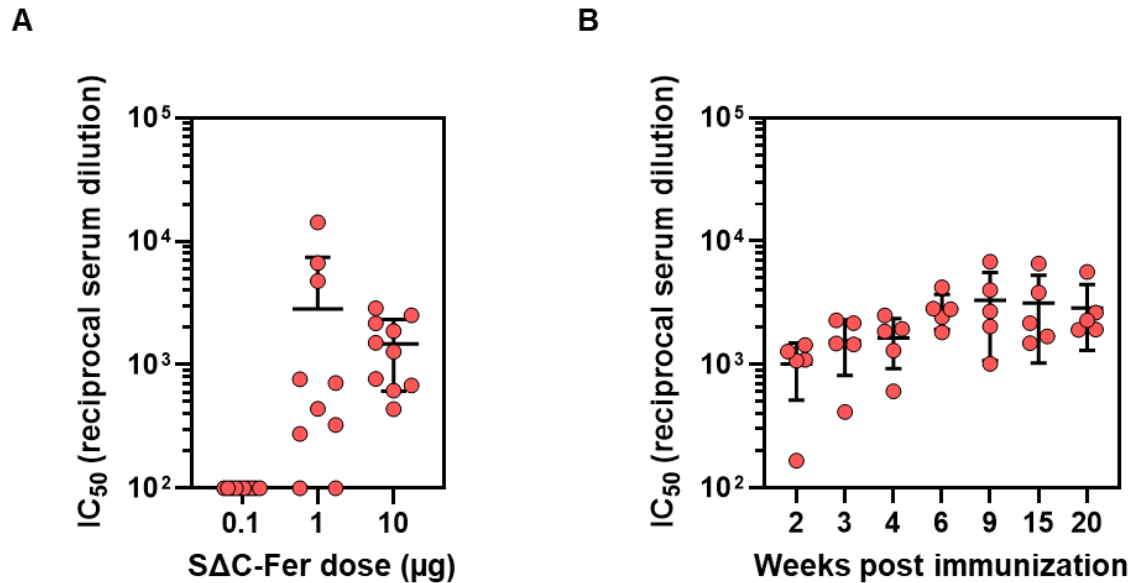 A
B
IC50 (reciprocal serum dilution)
10^5
10^4
10^3
10^2
0.1 1 10
SΔC-Fer dose (μg)
IC50 (reciprocal serum dilution)
10^5
10^4
10^3
10^2
2 3 4 6 9 15 20
Weeks post immunization